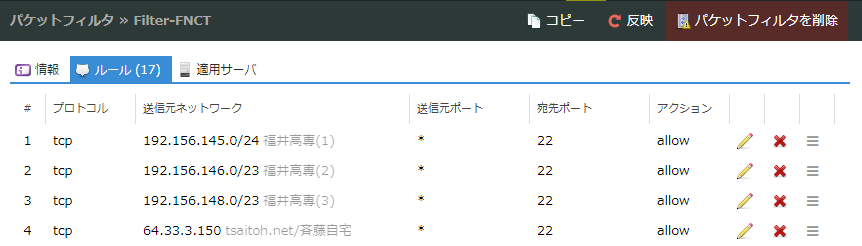 パケットフィルタ » Filter-FNCT コピー 反映 パケットフィルタを削除
情報 ルール (17) 適用サーバ
# プロトコル 送信元ネットワーク 送信元ポート 宛先ポート アクション
1 tcp 192.156.145.0/24 福井高専(1) * 22 allow
2 tcp 192.156.146.0/23 福井高専(2) * 22 allow
3 tcp 192.156.148.0/23 福井高専(3) * 22 allow
4 tcp 64.33.3.150 tsaitoh.net/斉藤自宅 * 22 allow